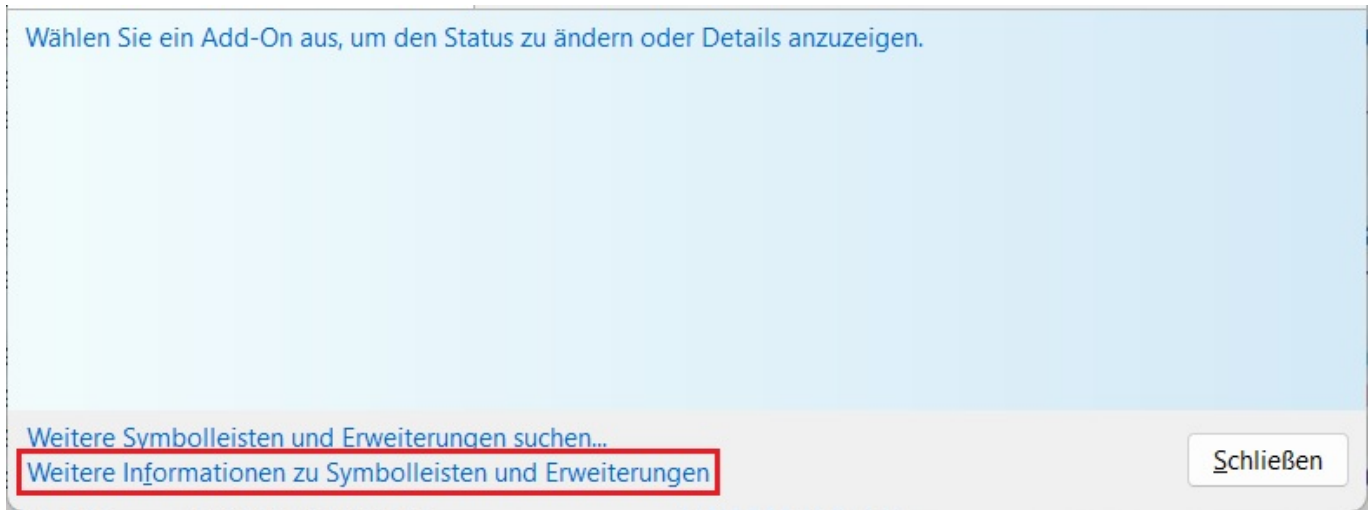 Wählen Sie ein Add-On aus, um den Status zu ändern oder Details anzuzeigen.
Weitere Symbolleisten und Erweiterungen suchen...
Weitere Informationen zu Symbolleisten und Erweiterungen
Schließen